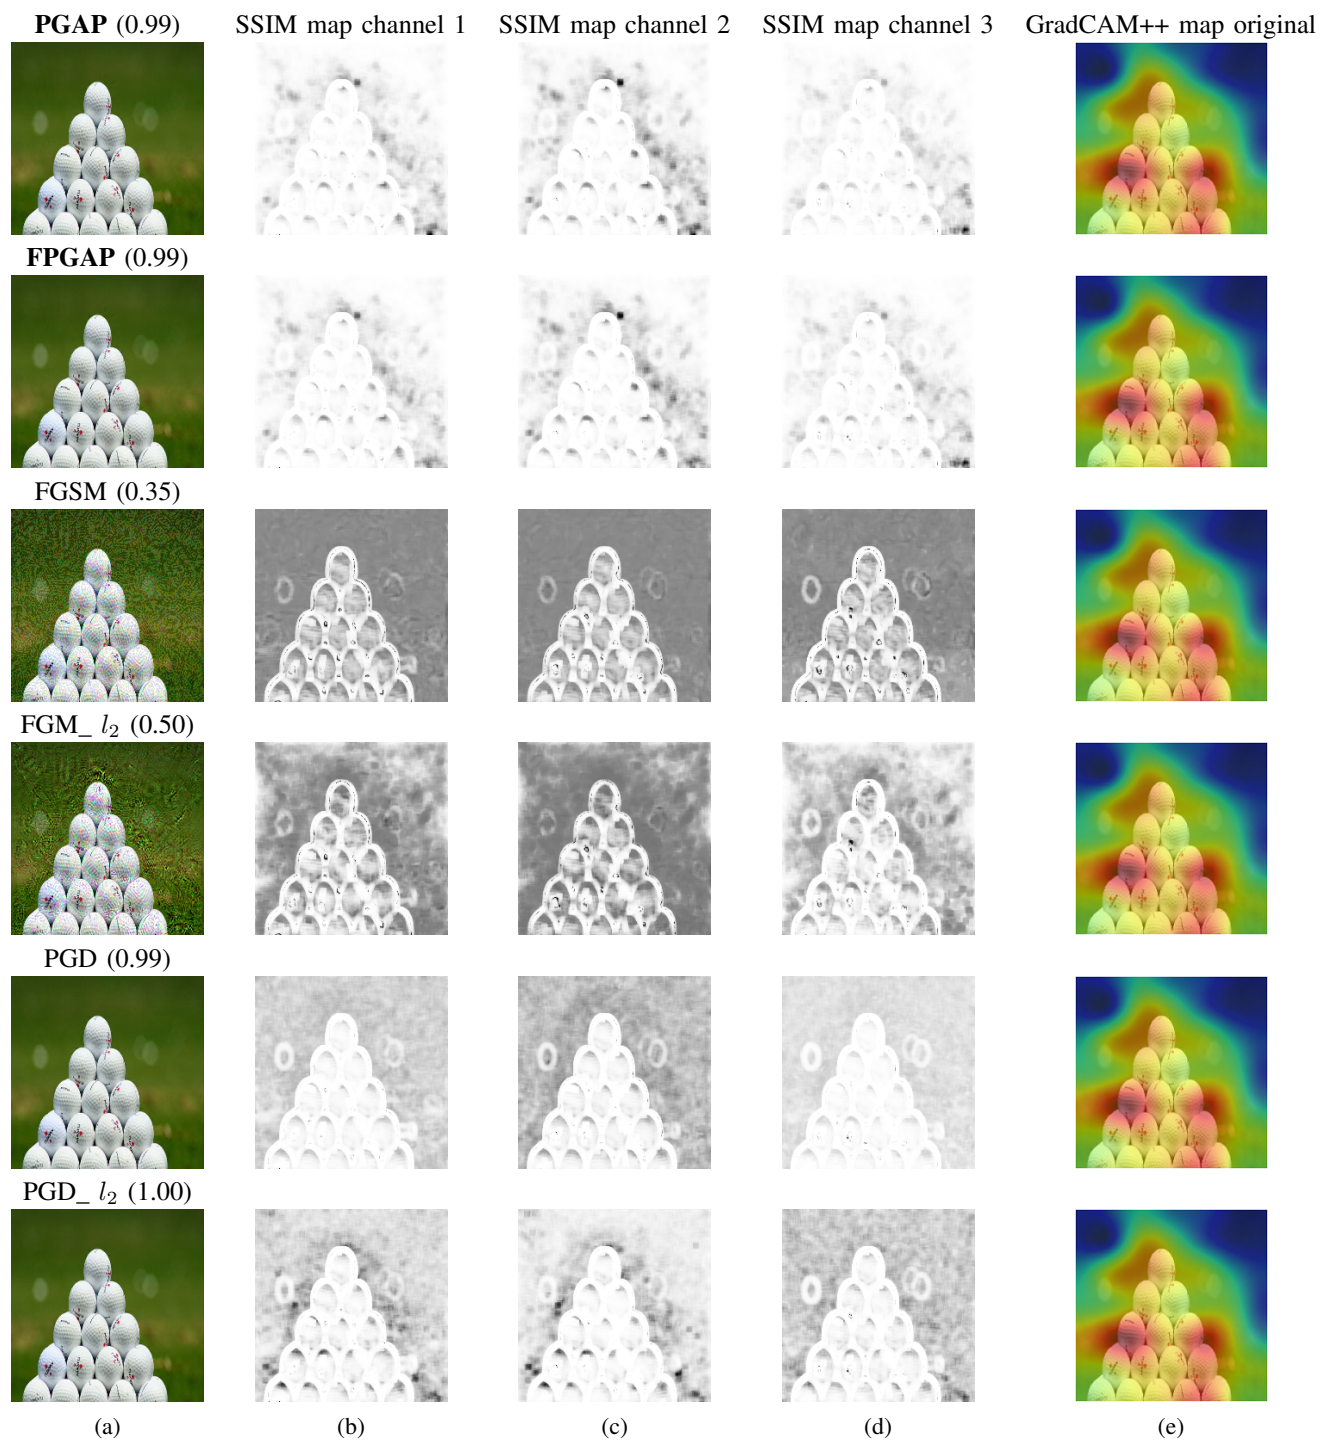 PGAP (0.99) SSIM map channel 1 SSIM map channel 2 SSIM map channel 3 GradCAM++ map original
FPGAP (0.99)
FGSM (0.35)
FGM_ l₂ (0.50)
PGD (0.99)
PGD_ l₂ (1.00)
(a) (b) (c) (d) (e)